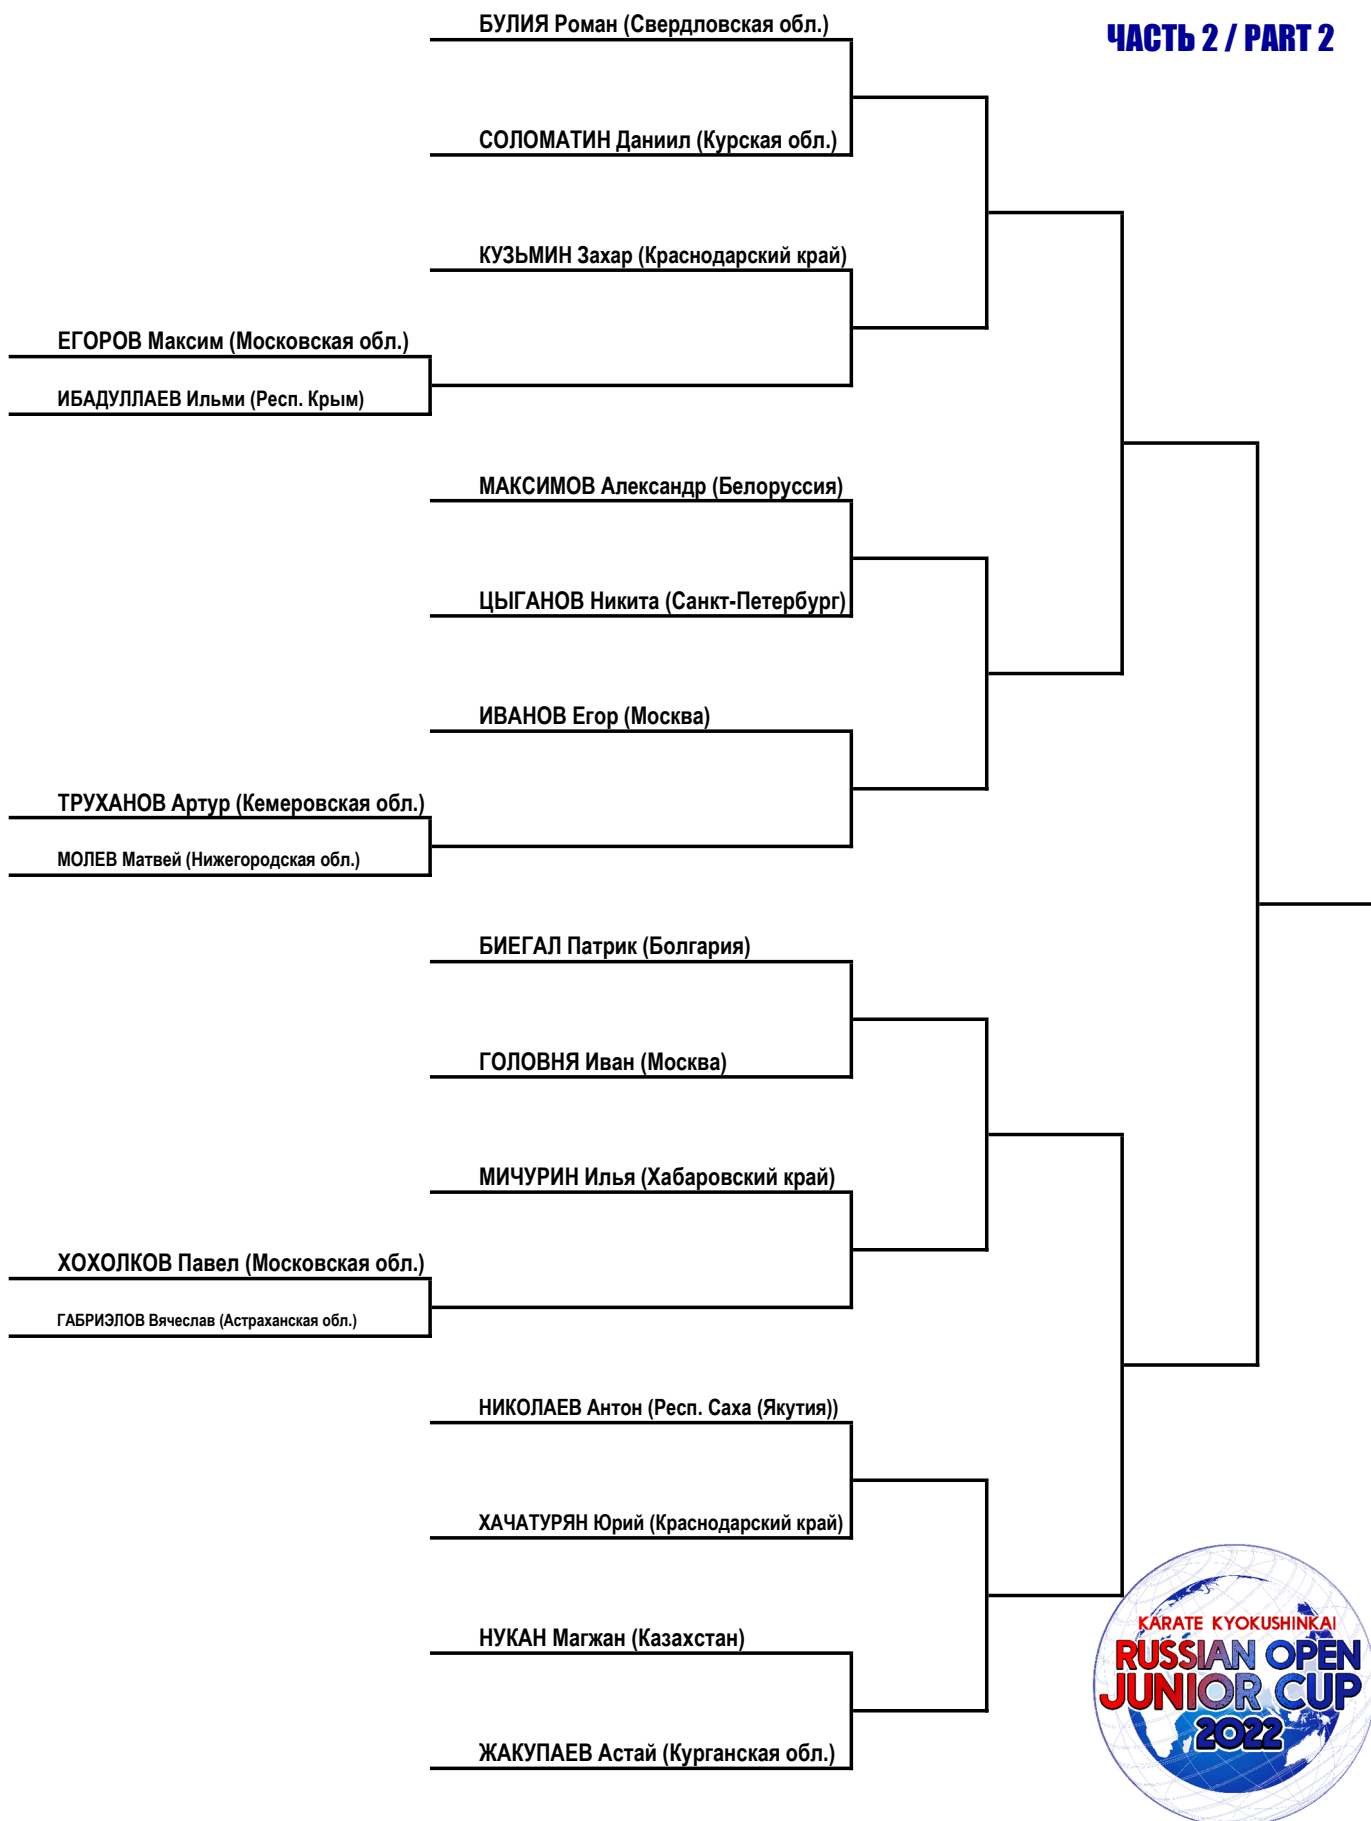 БУЛИЯ Роман (Свердловская обл.)
ЧАСТЬ 2 / PART 2
СОЛОМАТИН Даниил (Курская обл.)
КУЗЬМИН Захар (Краснодарский край)
ЕГОРОВ Максим (Московская обл.)
ИБАДУЛЛАЕВ Ильми (Респ. Крым)
МАКСИМОВ Александр (Белоруссия)
ЦЫГАНОВ Никита (Санкт-Петербург)
ИВАНОВ Егор (Москва)
ТРУХАНОВ Артур (Кемеровская обл.)
МОЛЕВ Матвей (Нижегородская обл.)
БИЕГАЛ Патрик (Болгария)
ГОЛОВНЯ Иван (Москва)
МИЧУРИН Илья (Хабаровский край)
ХОХОЛКОВ Павел (Московская обл.)
ГАБРИЭЛОВ Вячеслав (Астраханская обл.)
НИКОЛАЕВ Антон (Респ. Саха (Якутия))
ХАЧАТУРЯН Юрий (Краснодарский край)
НУКАН Магжан (Казахстан)
ЖАКУПАЕВ Астай (Курганская обл.)
KARATE KYOKUSHINKAI
RUSSIAN OPEN
JUNIOR CUP
2022